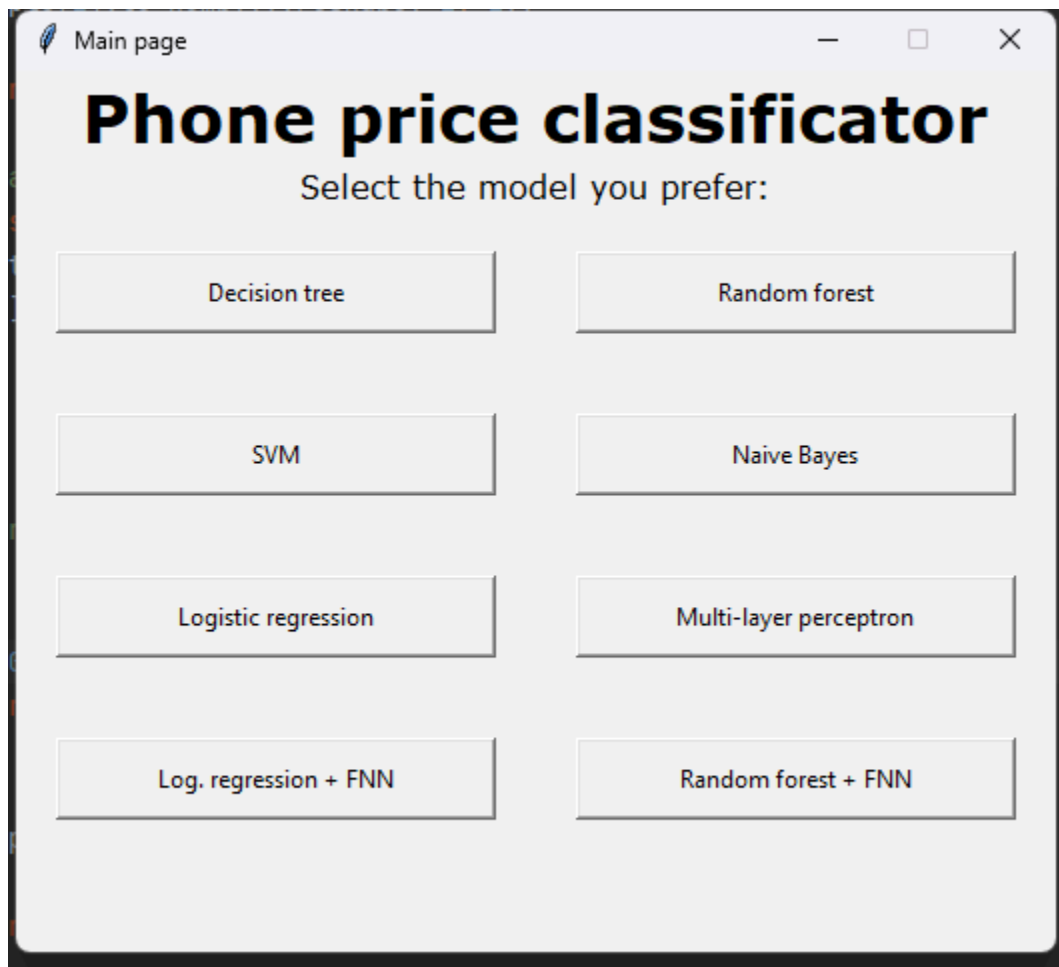 Main page
Phone price classificator
Select the model you prefer:
Decision tree
Random forest
SVM
Naive Bayes
Logistic regression
Multi-layer perceptron
Log. regression + FNN
Random forest + FNN